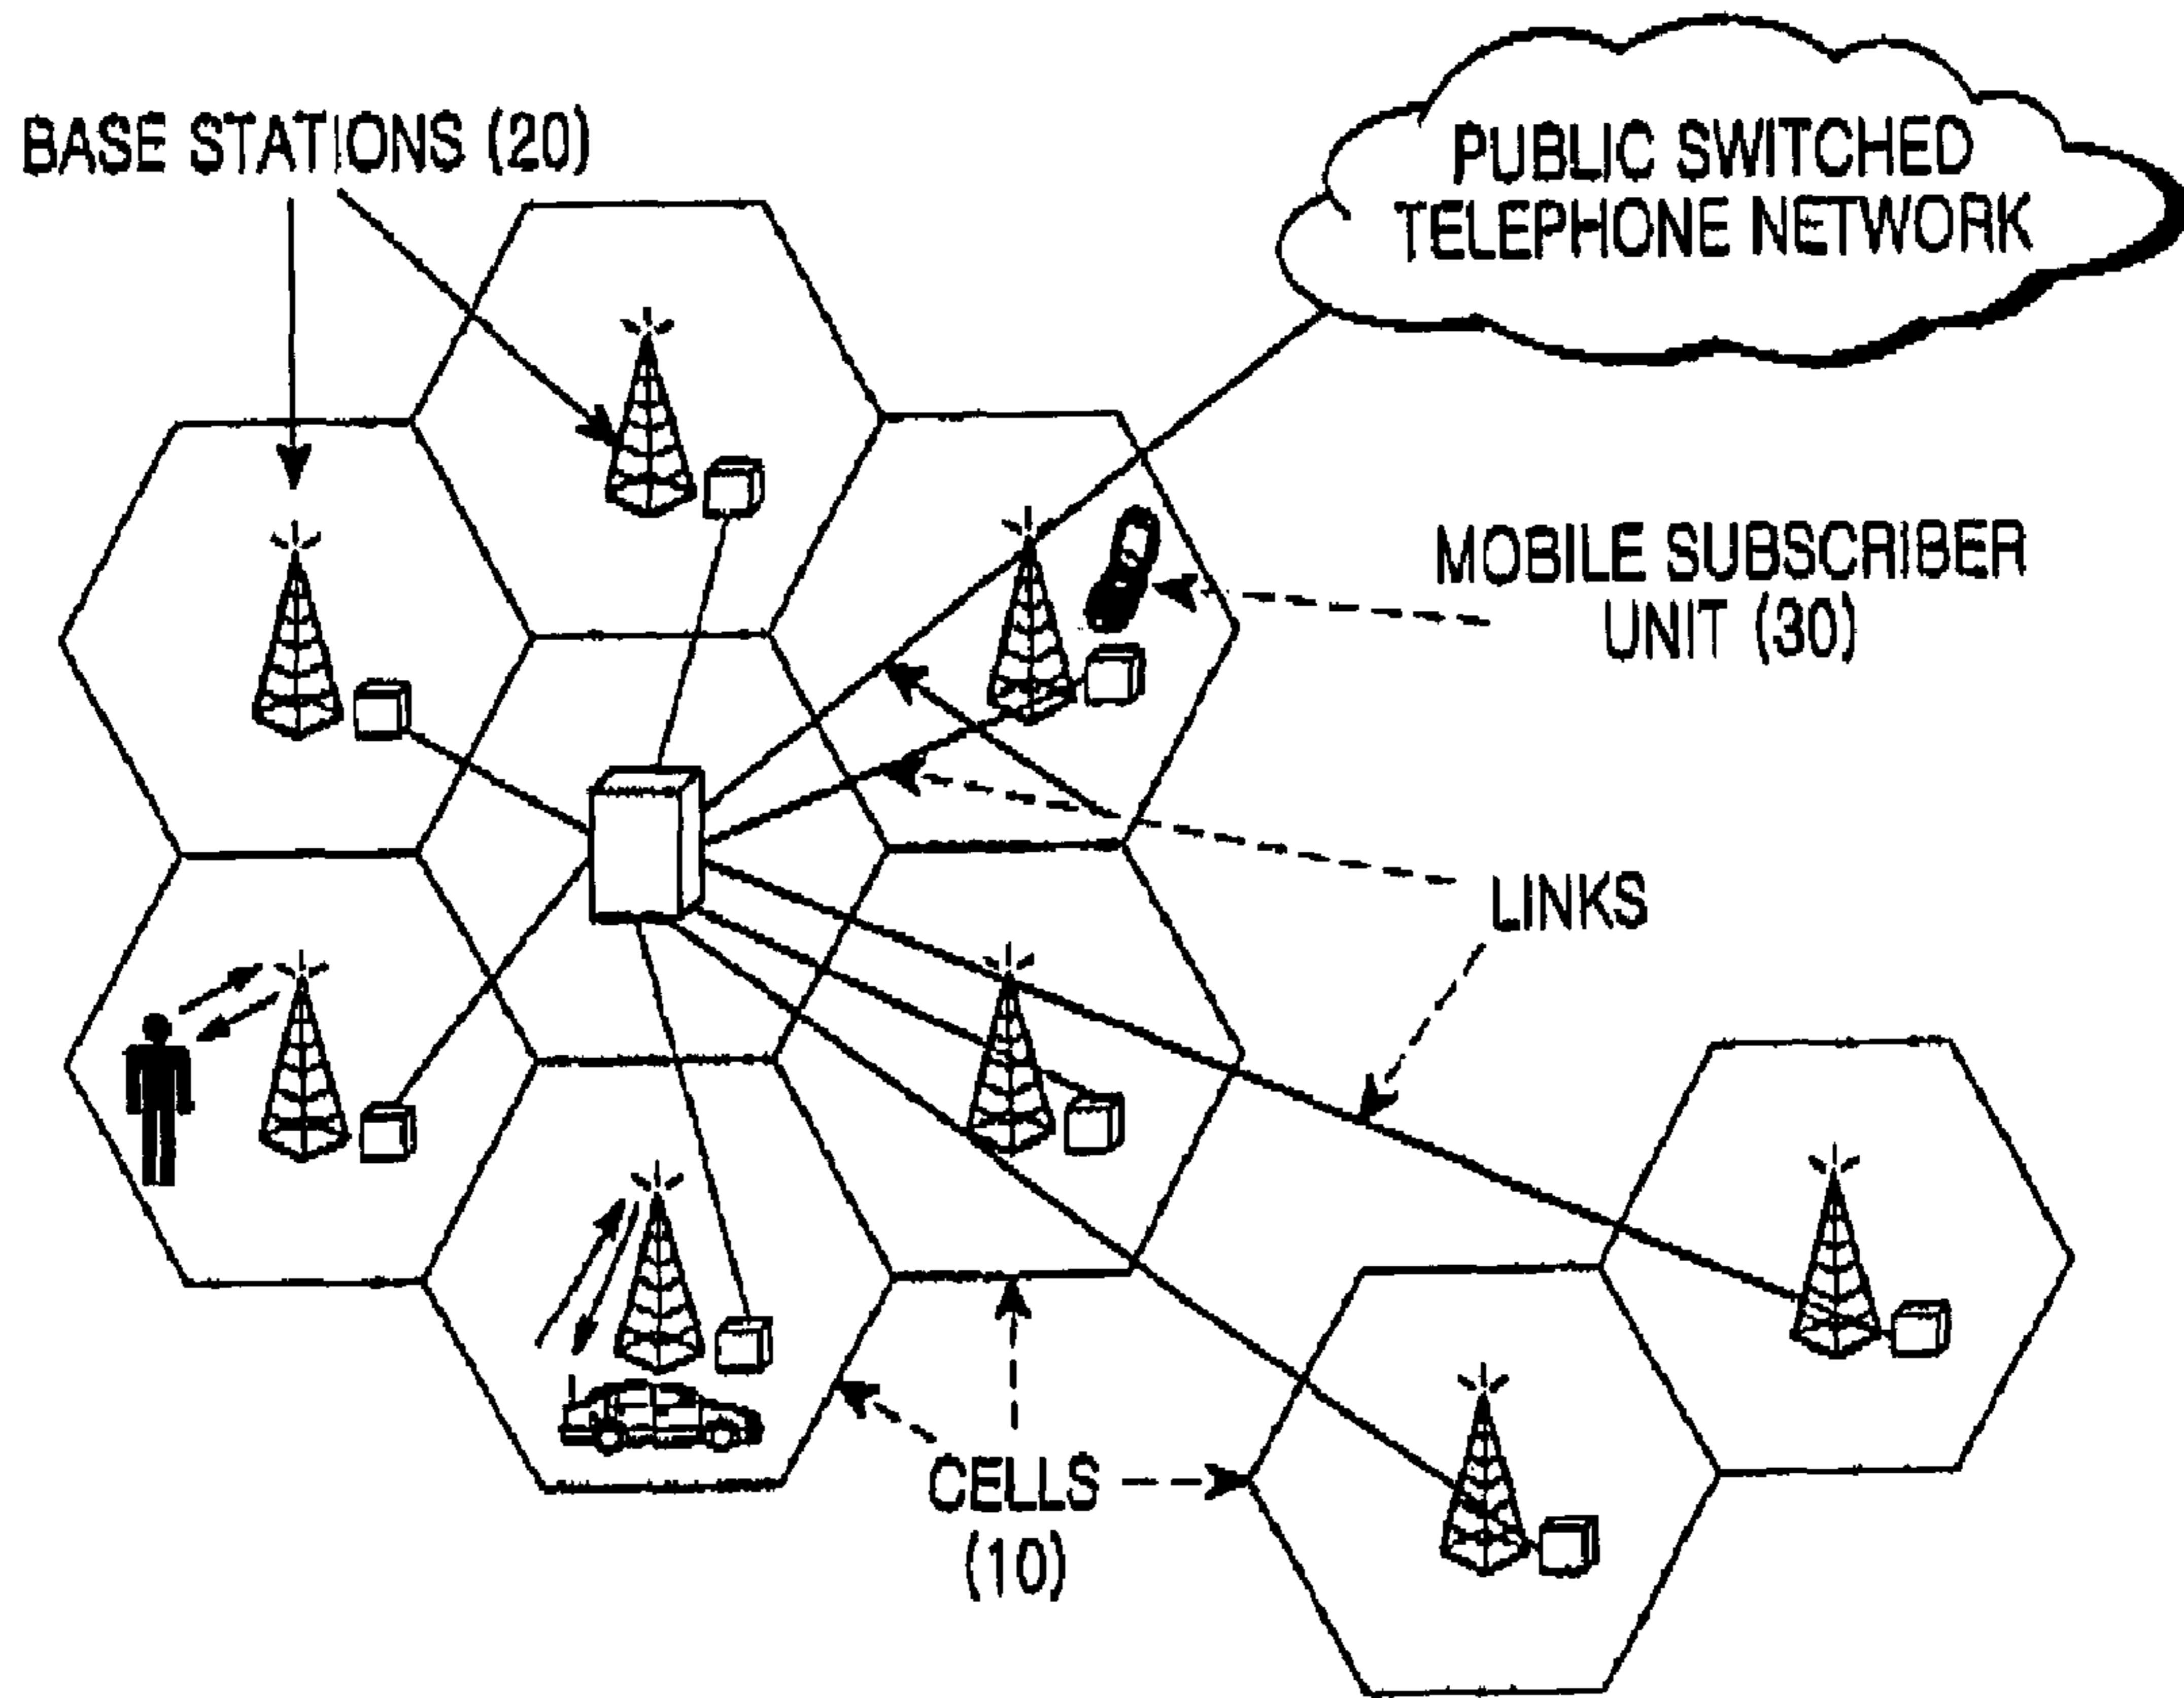 BASE STATIONS (20)
PUBLIC SWITCHED
TELEPHONE NETWORK
MOBILE SUBSCRIBER
UNIT (30)
LINKS
CELLS
(10)